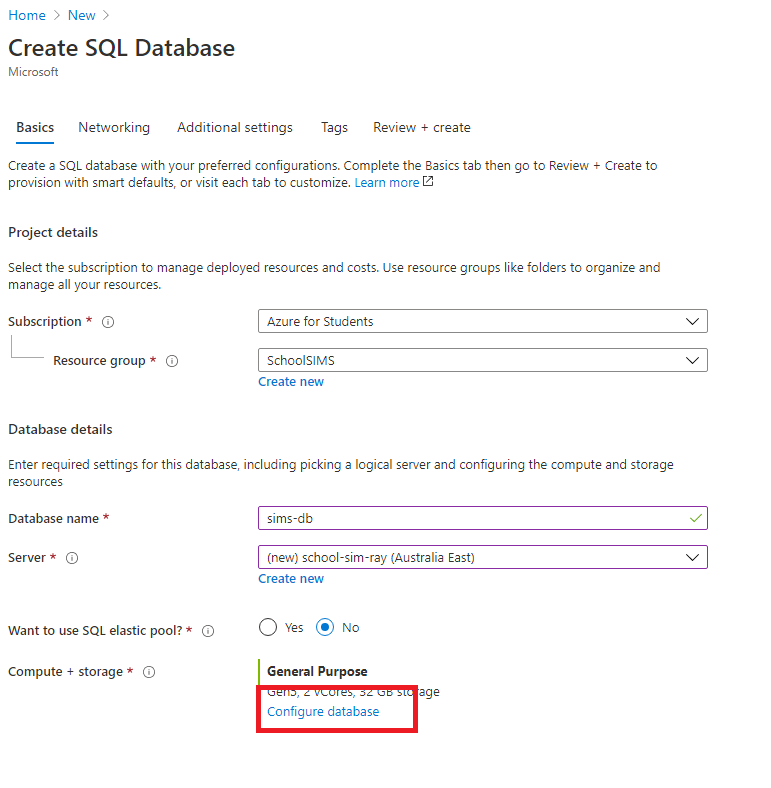 Home > New >
Create SQL Database
Microsoft
Basics Networking Additional settings Tags Review + create
Create a SQL database with your preferred configurations. Complete the Basics tab then go to Review + Create to
provision with smart defaults, or visit each tab to customize. Learn more
Project details
Select the subscription to manage deployed resources and costs. Use resource groups like folders to organize and
manage all your resources.
Subscription * Azure for Students
Resource group * SchoolSIMS
Create new
Database details
Enter required settings for this database, including picking a logical server and configuring the compute and storage
resources
Database name * sims-db
Server * (new) school-sim-ray (Australia East)
Create new
Want to use SQL elastic pool? * Yes No
Compute + storage * General Purpose
Gen5, 2 vCores, 32 GB storage
Configure database